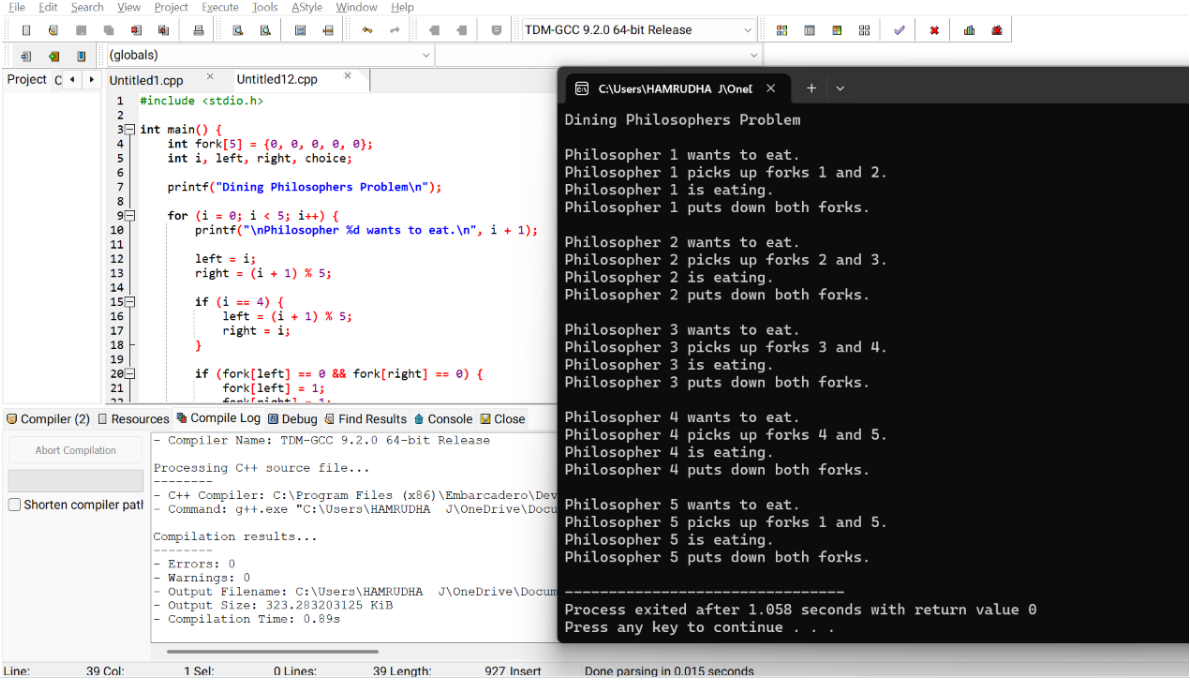 File Edit Search View Project Execute Tools AStyle Window Help
TDM-GCC 9.2.0 64-bit Release
(globals)
Project C
Untitled1.cpp × Untitled12.cpp ×
1 #include <stdio.h>
2
3 int main() {
4 int fork[5] = {0, 0, 0, 0, 0};
5 int i, left, right, choice;
6
7 printf("Dining Philosophers Problem\n");
8
9 for (i = 0; i < 5; i++) {
10 printf("\nPhilosopher %d wants to eat.\n", i + 1);
11
12 left = i;
13 right = (i + 1) % 5;
14
15 if (i == 4) {
16 left = (i + 1) % 5;
17 right = i;
18 }
19
20 if (fork[left] == 0 && fork[right] == 0) {
21 fork[left] = 1;
22 fork[right] = 1;
Compiler (2) Resources Compile Log Debug Find Results Console Close
Abort Compilation
Shorten compiler path
- Compiler Name: TDM-GCC 9.2.0 64-bit Release
Processing C++ source file...
--------
- C++ Compiler: C:\Program Files (x86)\Embarcadero\Dev
- Command: g++.exe "C:\Users\HAMRUDHA J\OneDrive\Docu
Compilation results...
--------
- Errors: 0
- Warnings: 0
- Output Filename: C:\Users\HAMRUDHA J\OneDrive\Docum
- Output Size: 323.283203125 KiB
- Compilation Time: 0.89s
Line: 39 Col: 1 Sel: 0 Lines: 39 Length: 927 Insert Done parsing in 0.015 seconds
C:\Users\HAMRUDHA J\OneD × +
Dining Philosophers Problem
Philosopher 1 wants to eat.
Philosopher 1 picks up forks 1 and 2.
Philosopher 1 is eating.
Philosopher 1 puts down both forks.
Philosopher 2 wants to eat.
Philosopher 2 picks up forks 2 and 3.
Philosopher 2 is eating.
Philosopher 2 puts down both forks.
Philosopher 3 wants to eat.
Philosopher 3 picks up forks 3 and 4.
Philosopher 3 is eating.
Philosopher 3 puts down both forks.
Philosopher 4 wants to eat.
Philosopher 4 picks up forks 4 and 5.
Philosopher 4 is eating.
Philosopher 4 puts down both forks.
Philosopher 5 wants to eat.
Philosopher 5 picks up forks 1 and 5.
Philosopher 5 is eating.
Philosopher 5 puts down both forks.
--------------------------------
Process exited after 1.058 seconds with return value 0
Press any key to continue . . .